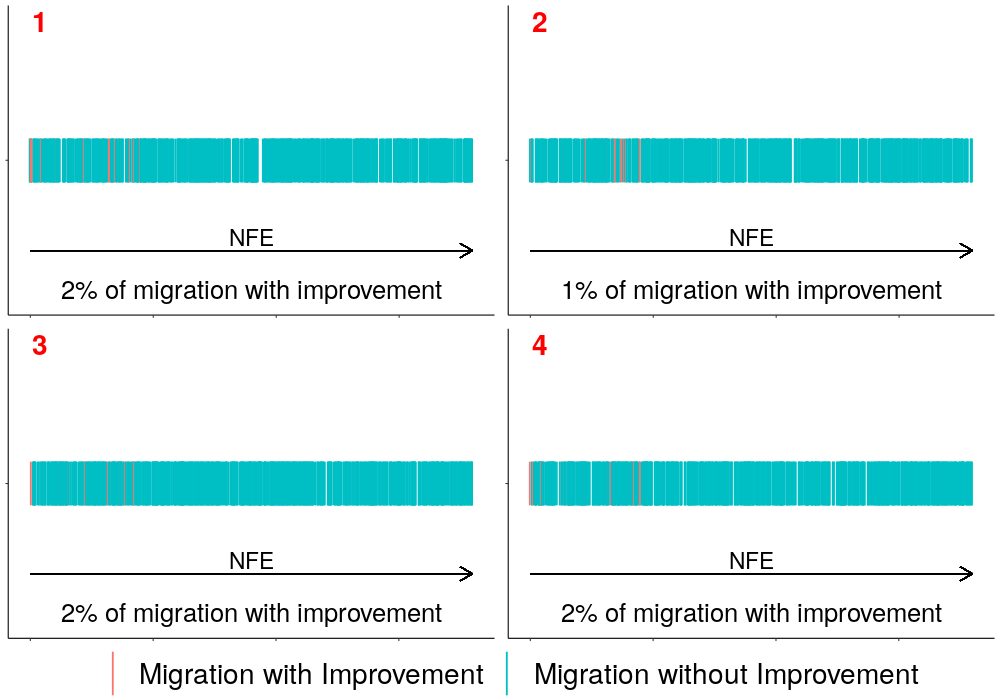 1
NFE
2% of migration with improvement
2
NFE
1% of migration with improvement
3
NFE
2% of migration with improvement
4
NFE
2% of migration with improvement
Migration with Improvement
Migration without Improvement